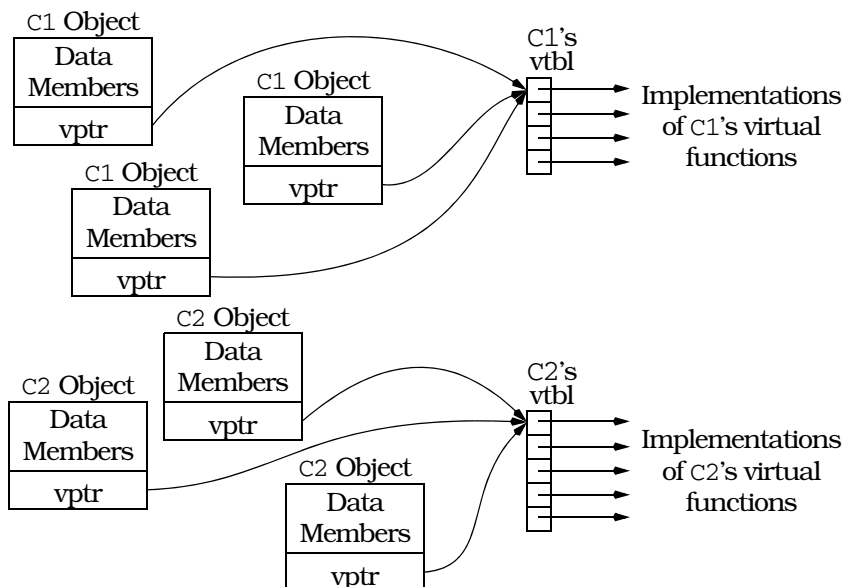 C1 Object
Data
Members
vptr
C1 Object
Data
Members
vptr
C1 Object
Data
Members
vptr
C1's
vtbl
Implementations
of C1's virtual
functions
C2 Object
Data
Members
vptr
C2 Object
Data
Members
vptr
C2 Object
Data
Members
vptr
C2's
vtbl
Implementations
of C2's virtual
functions